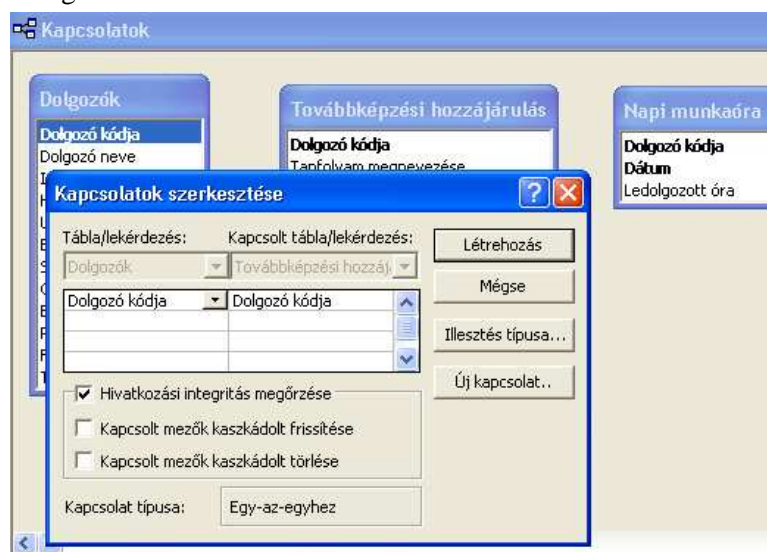 Kapcsolatok
Dolgozók
Dolgozó kódja
Dolgozó neve
Továbbképzési hozzájárulás
Dolgozó kódja
Tanfolyam megnevezése
Napi munkaóra
Dolgozó kódja
Dátum
Ledolgozott óra
Kapcsolatok szerkesztése
Tábla/lekérdezés: Kapcsolt tábla/lekérdezés:
Dolgozók Továbbképzési hozzáj.
Dolgozó kódja Dolgozó kódja
Hivatkozási integritás megőrzése
Kapcsolt mezők kaszkádolt frissítése
Kapcsolt mezők kaszkádolt törlése
Kapcsolat típusa: Egy-az-egyhez
Létrehozás
Mégse
Illesztés típusa...
Új kapcsolat..